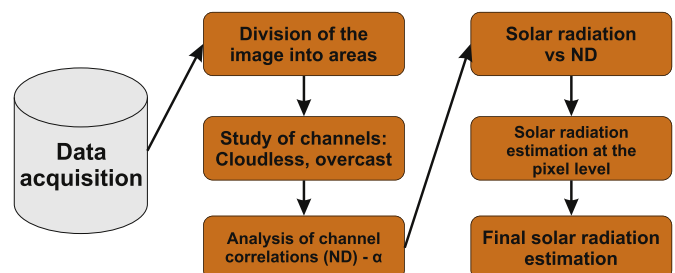 Data
acquisition
Division of the
image into areas
Study of channels:
Cloudless, overcast
Analysis of channel
correlations (ND) - α
Solar radiation
vs ND
Solar radiation
estimation at the
pixel level
Final solar radiation
estimation